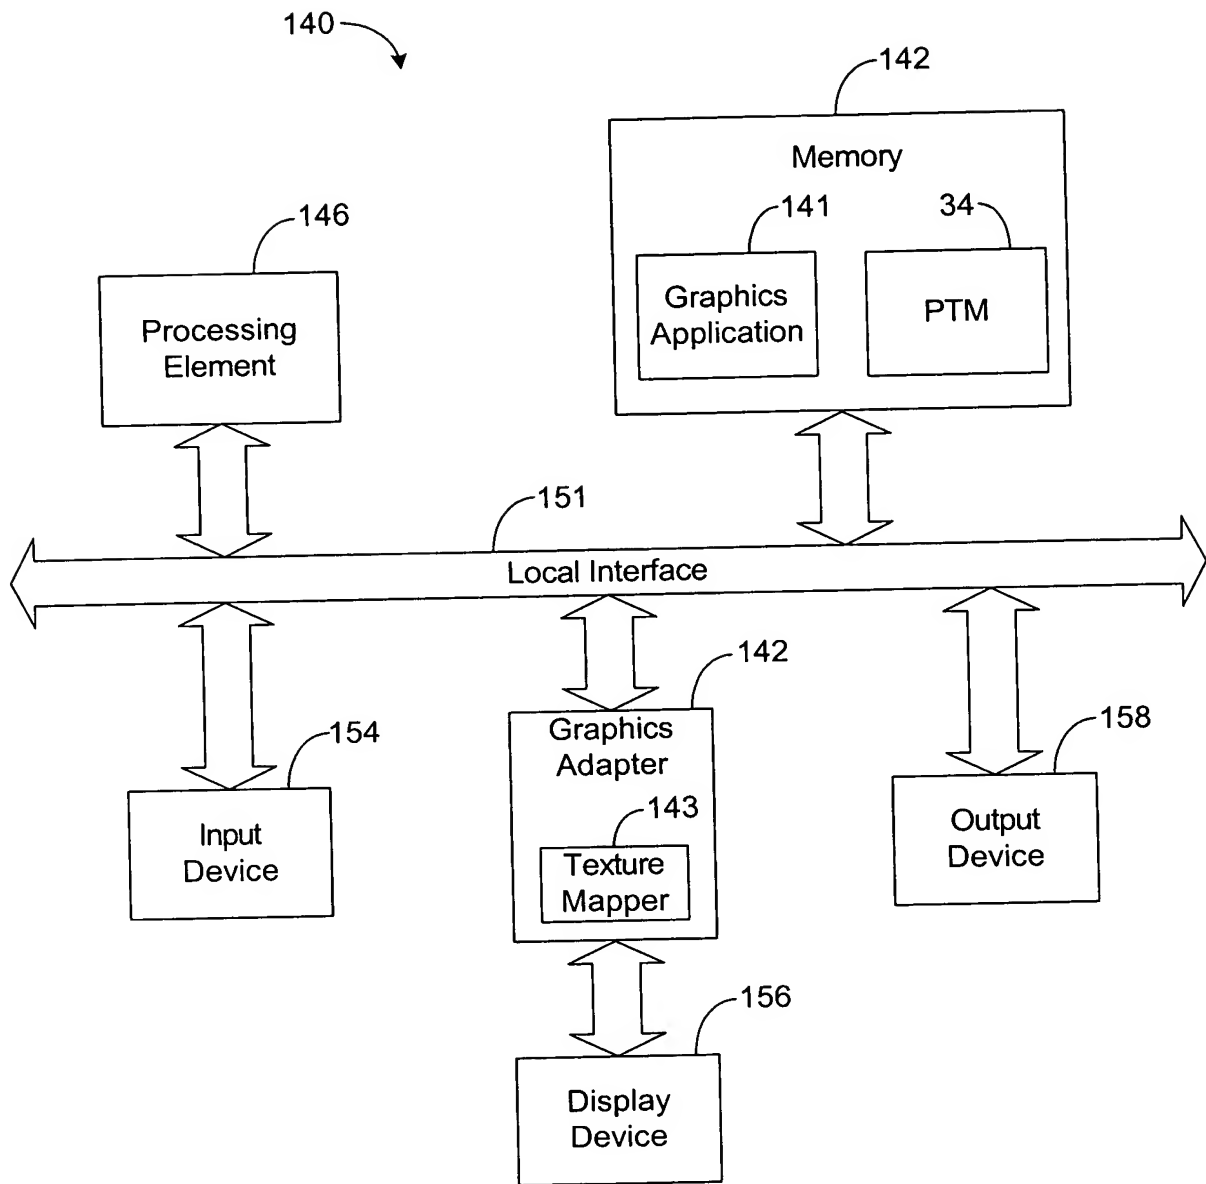 140
142
Memory
146
141
34
Processing
Element
Graphics
Application
PTM
151
Local Interface
142
154
158
Graphics
Adapter
143
Input
Device
Texture
Mapper
Output
Device
156
Display
Device